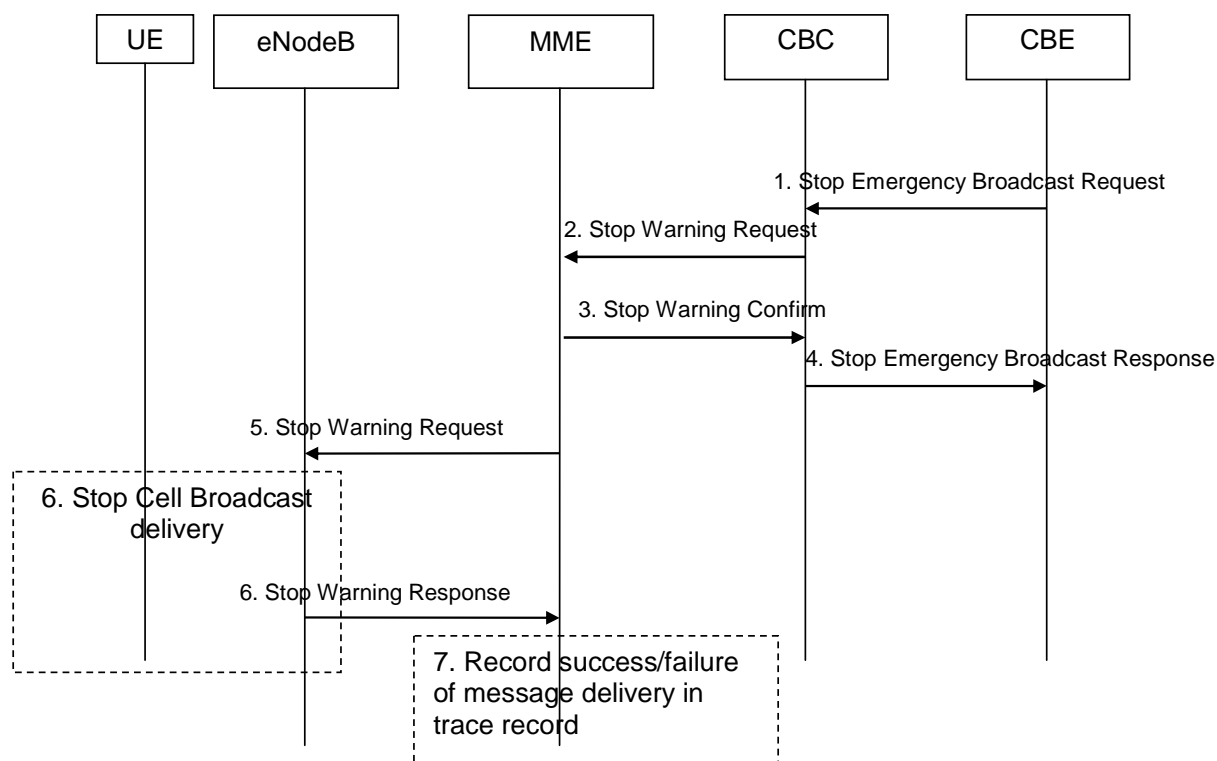 UE
eNodeB
MME
CBC
CBE
1. Stop Emergency Broadcast Request
2. Stop Warning Request
3. Stop Warning Confirm
4. Stop Emergency Broadcast Response
5. Stop Warning Request
6. Stop Cell Broadcast
delivery
6. Stop Warning Response
7. Record success/failure
of message delivery in
trace record